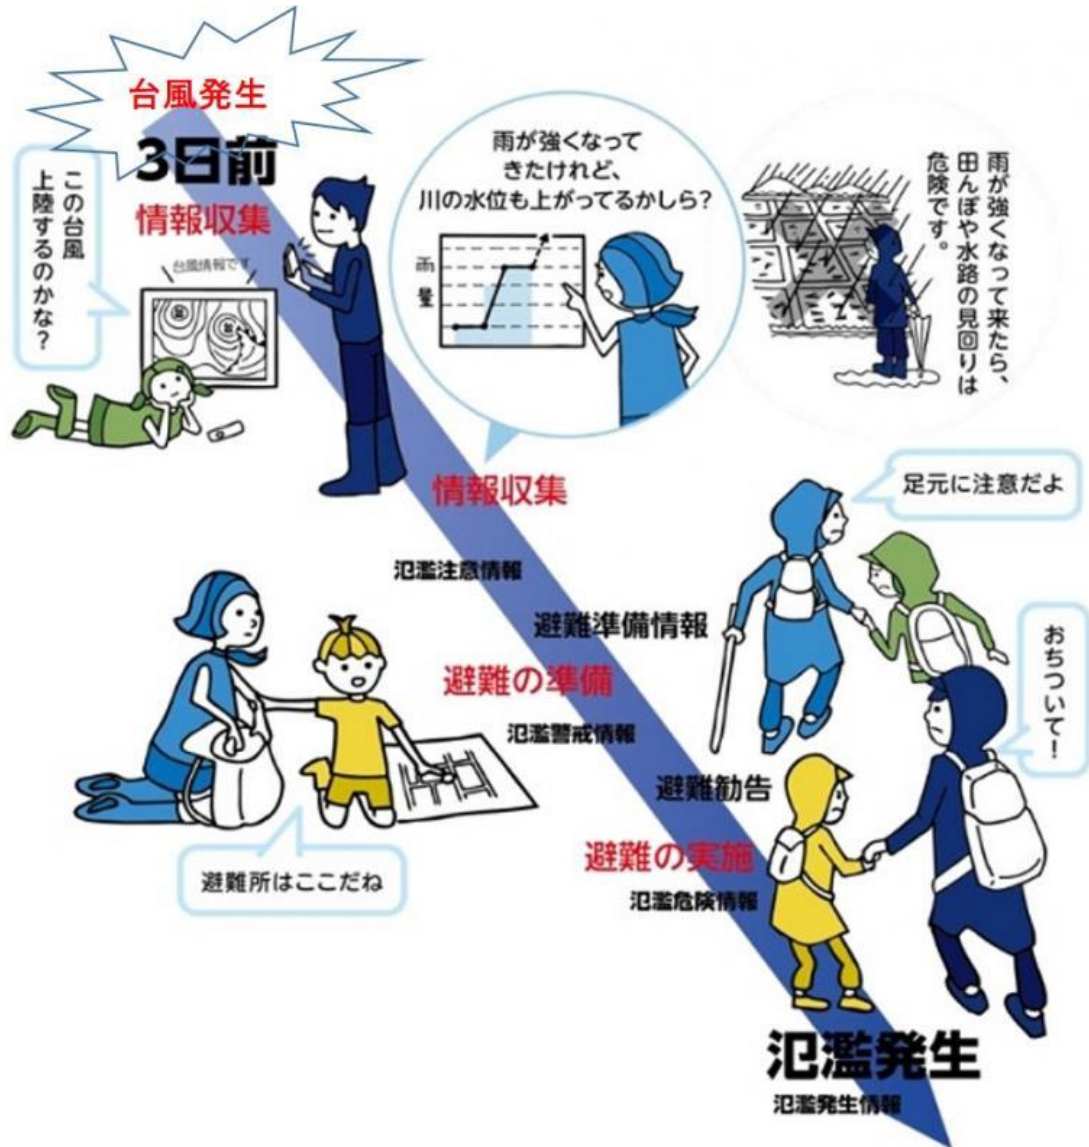 台風発生
3日前
情報収集
この台風
上陸するのかな？
台風情報です
雨が強くなって
きたけれど、
川の水位も上がってるかしら？
雨
量
雨が強くなって来たら、
田んぼや水路の見回りは
危険です。
情報収集
氾濫注意情報
足元に注意だよ
避難準備情報
避難の準備
氾濫警戒情報
おちついて！
避難所はここだね
避難勧告
避難の実施
氾濫危険情報
氾濫発生
氾濫発生情報